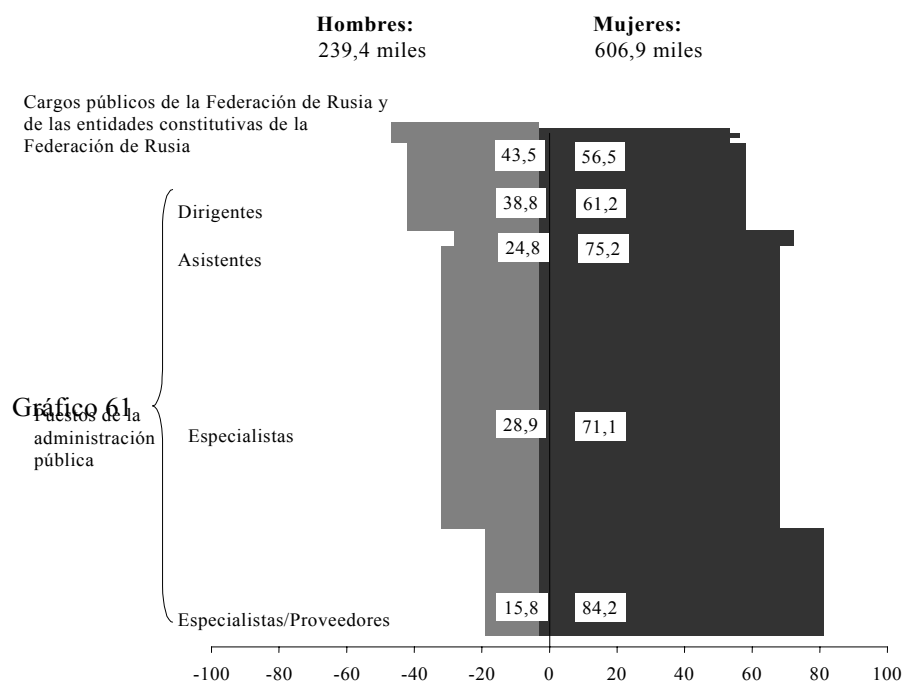 Hombres:
239,4 miles
Mujeres:
606,9 miles
Cargos públicos de la Federación de Rusia y
de las entidades constitutivas de la
Federación de Rusia
43,5
56,5
Dirigentes
38,8
61,2
Asistentes
24,8
75,2
Gráfico 61
Puestos de la
administración
pública
Especialistas
28,9
71,1
Especialistas/Proveedores
15,8
84,2
-100 -80 -60 -40 -20 0 20 40 60 80 100